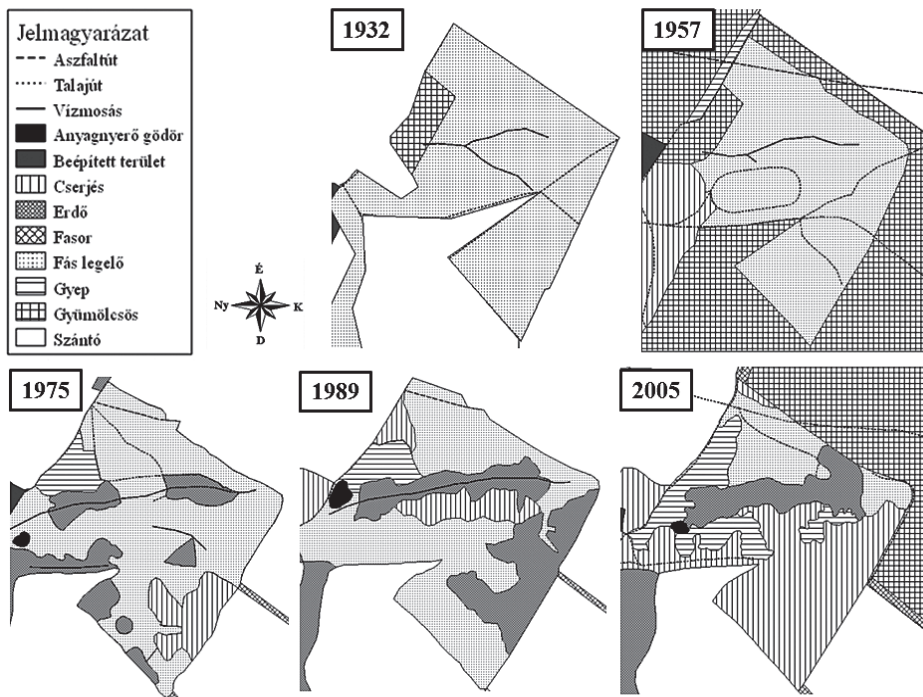 Jelmagyarázat
Aszfaltút
Talajút
Vízmosás
Anyagnyerő gödör
Beépített terület
Cserjés
Erdő
Fasor
Fás legelő
Gyep
Gyümölcsös
Szántó
É
Ny
K
D
1932
1957
1975
1989
2005